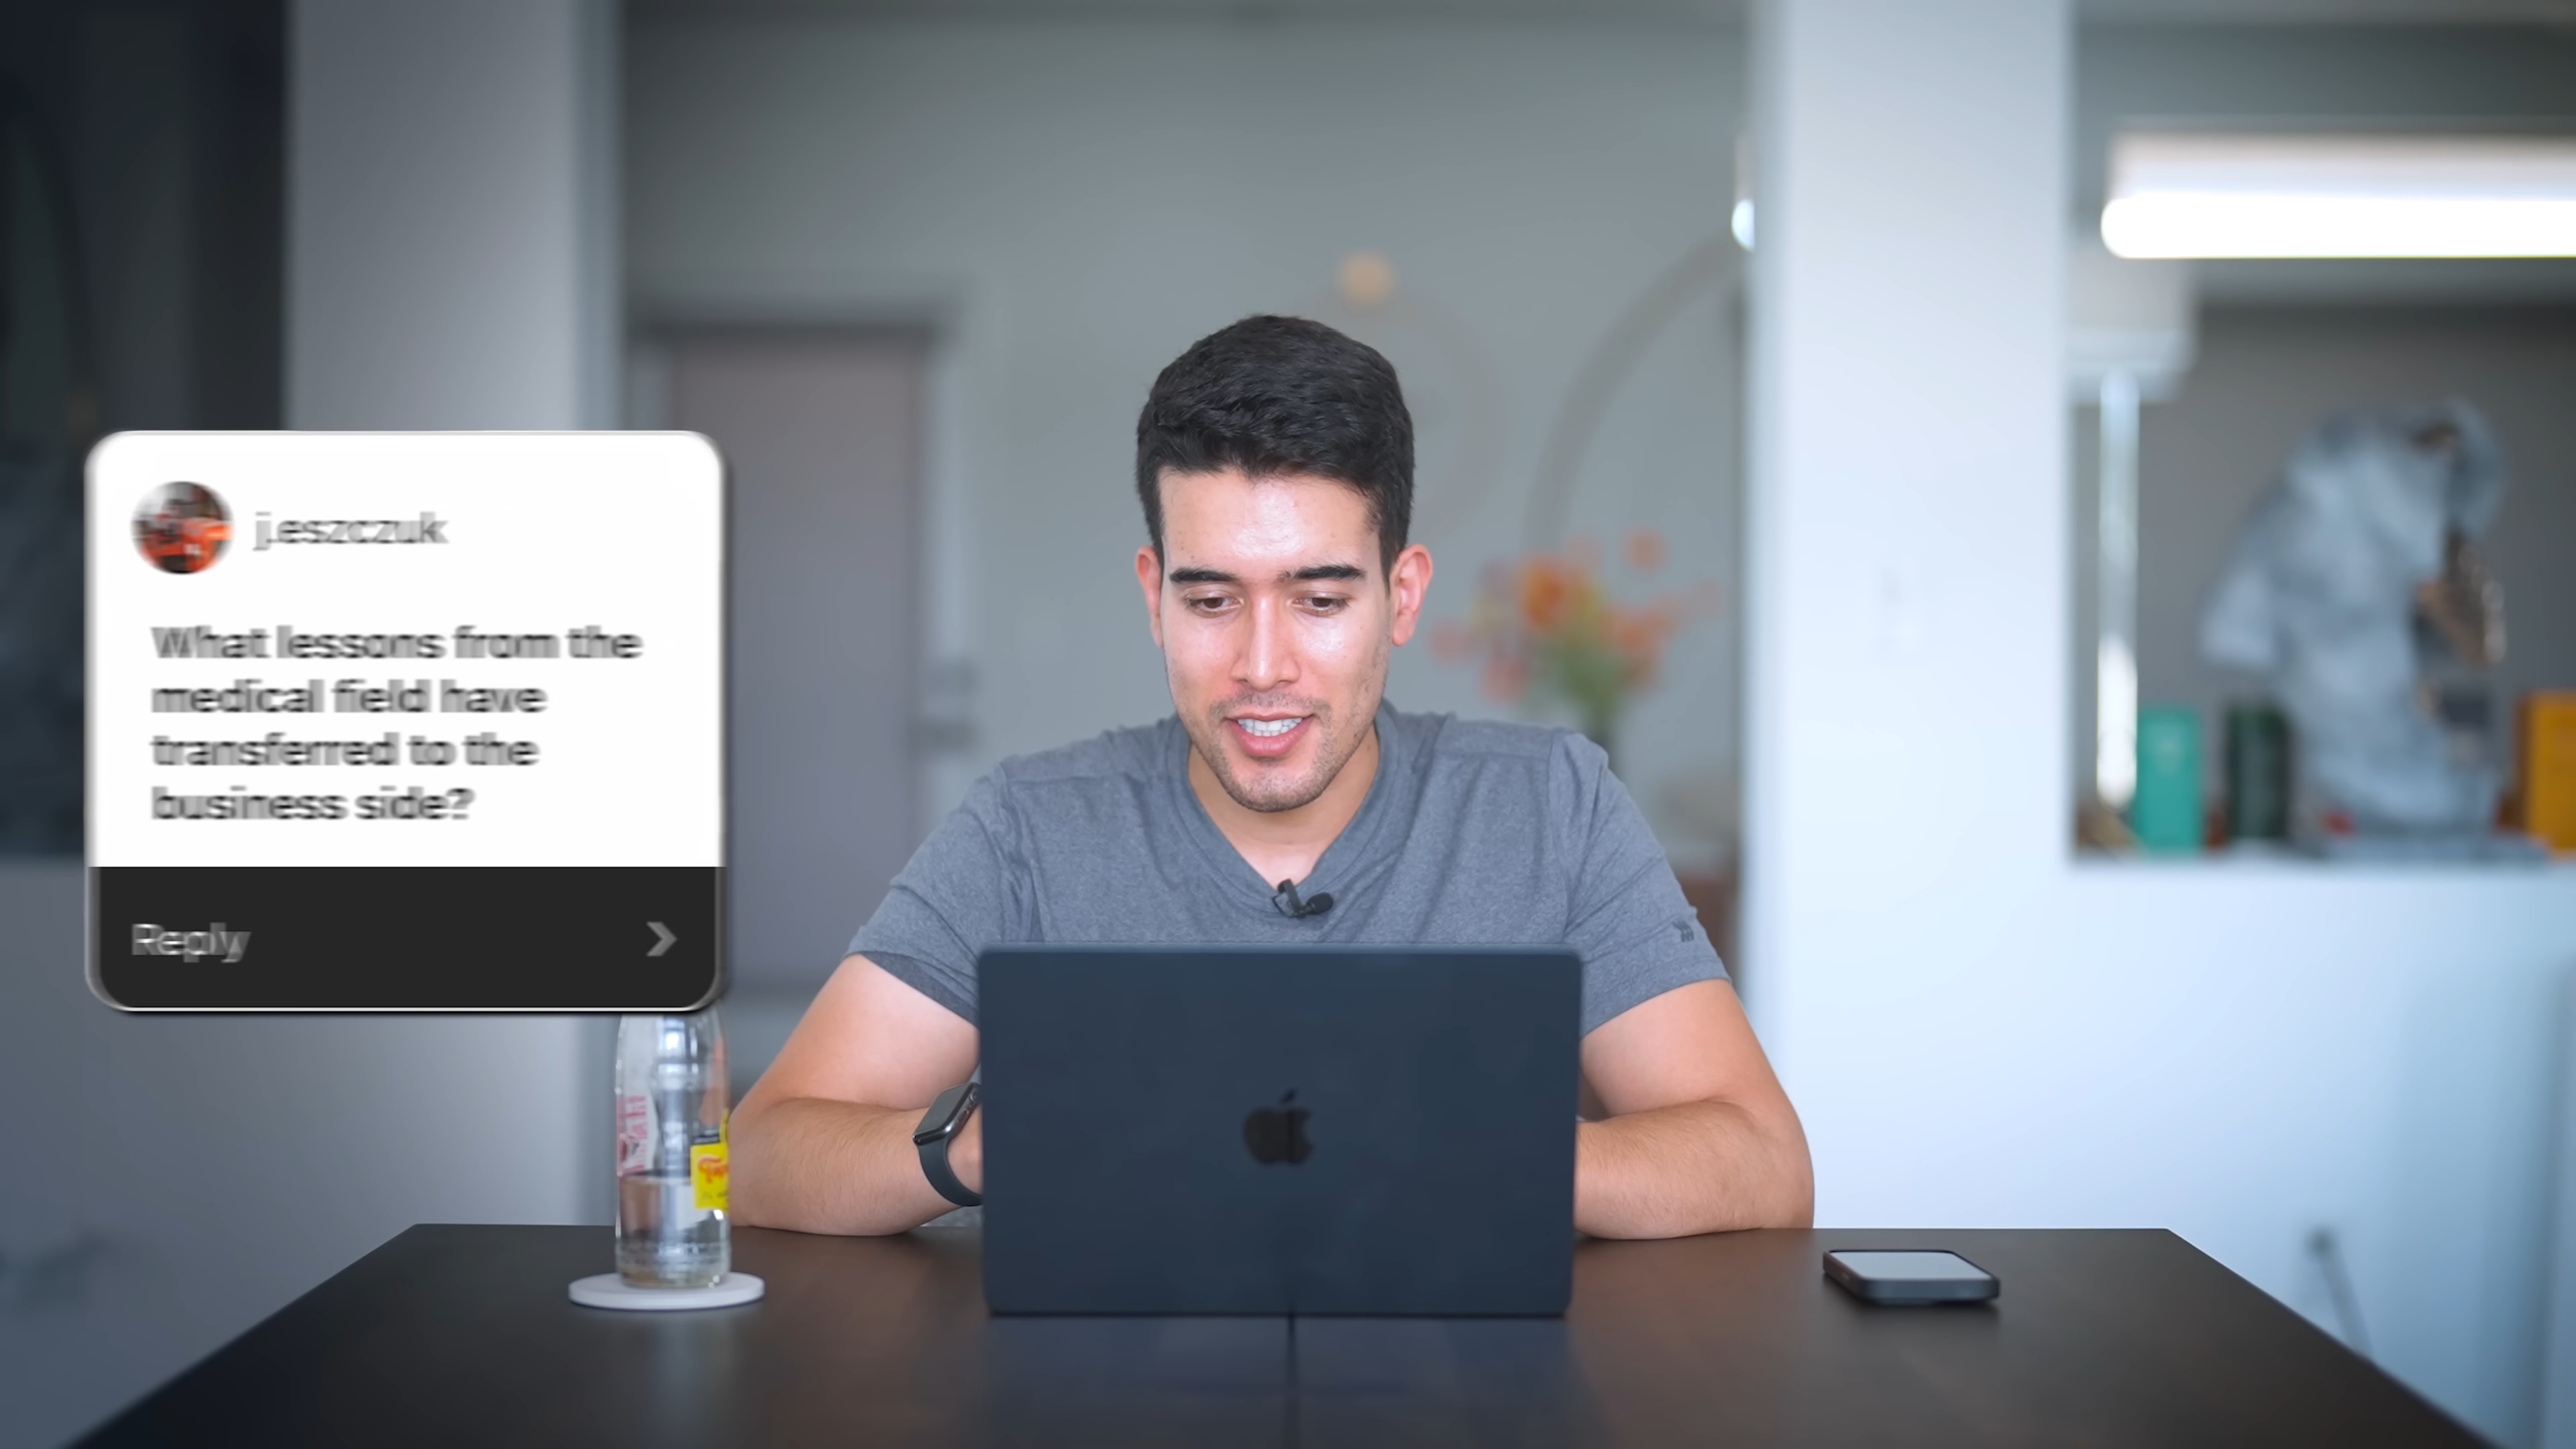 j.eszczuk
What lessons from the
medical field have
transferred to the
business side?
Reply